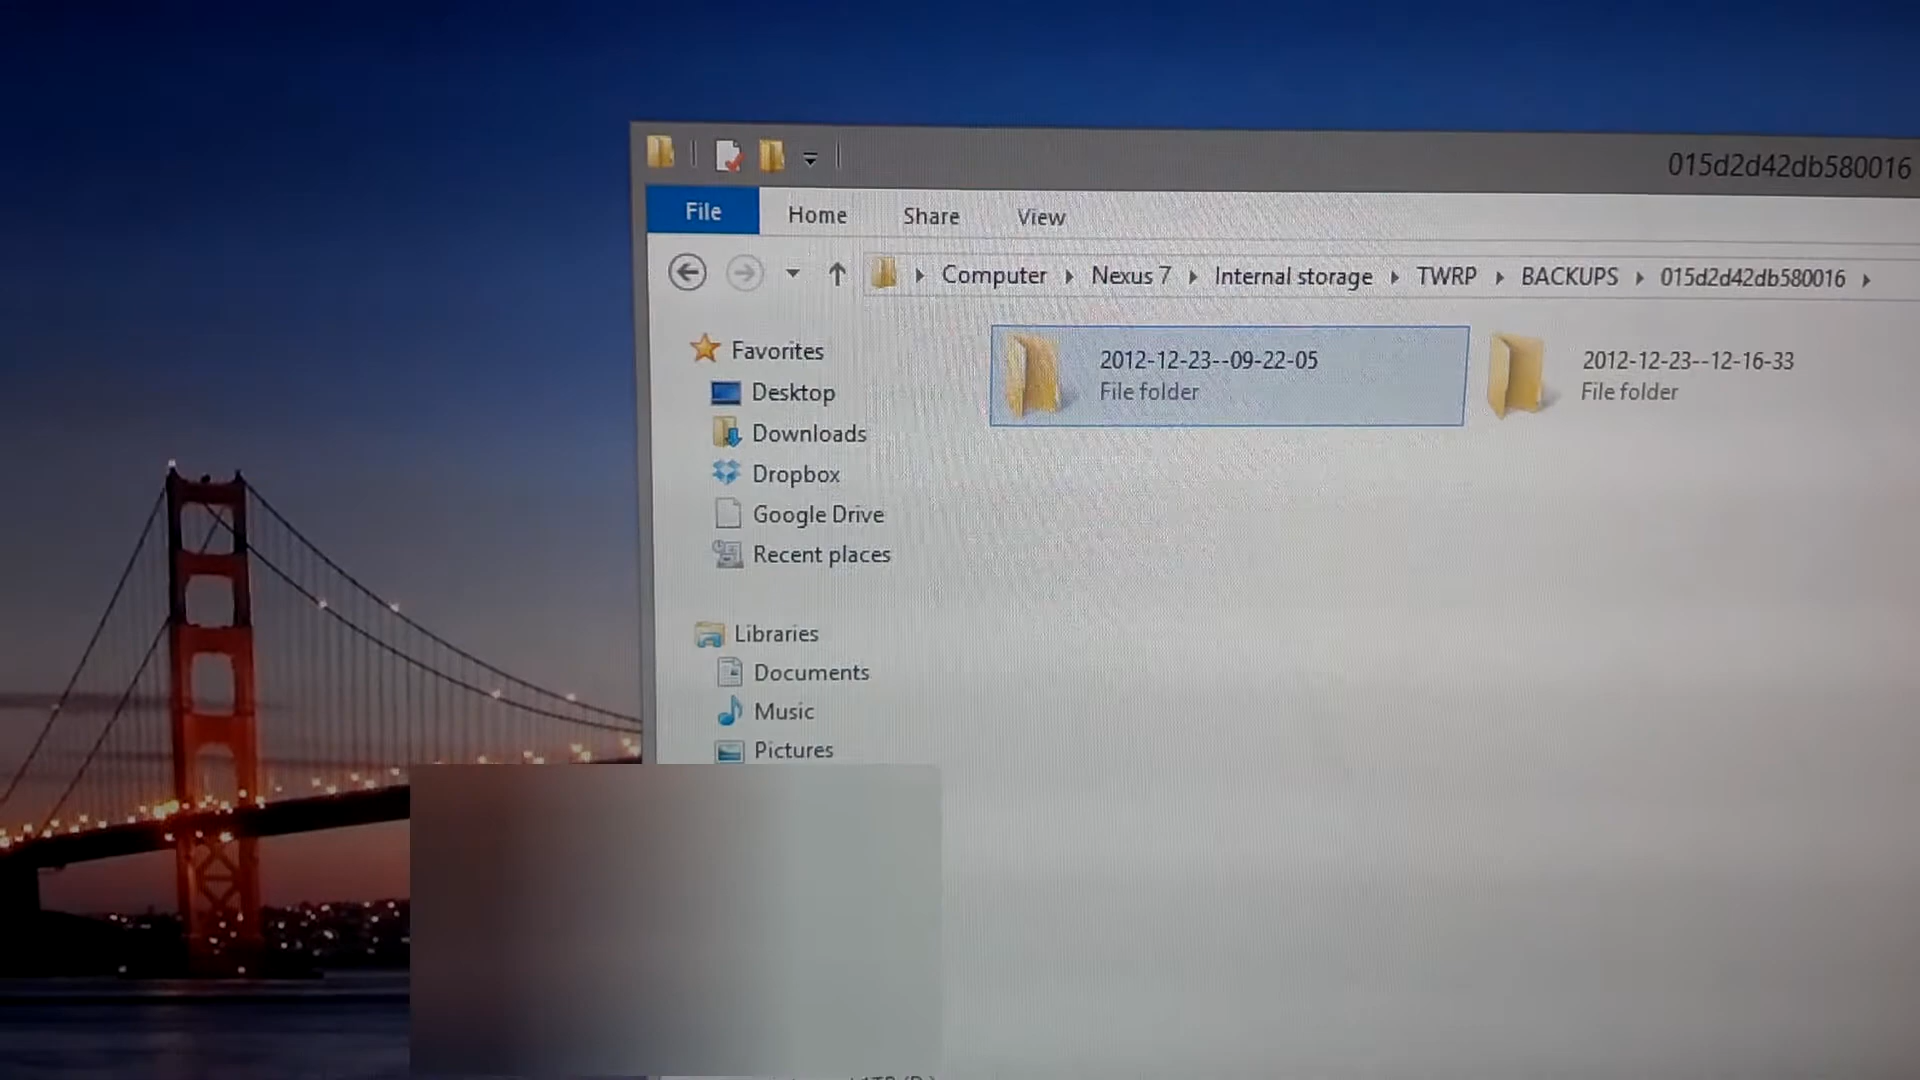 015d2d42db580016
File Home Share View
Computer Nexus 7 Internal storage TWRP BACKUPS 015d2d42db580016
Favorites
Desktop
Downloads
Dropbox
Google Drive
Recent places
Libraries
Documents
Music
Pictures
2012-12-23--09-22-05
File folder
2012-12-23--12-16-33
File folder